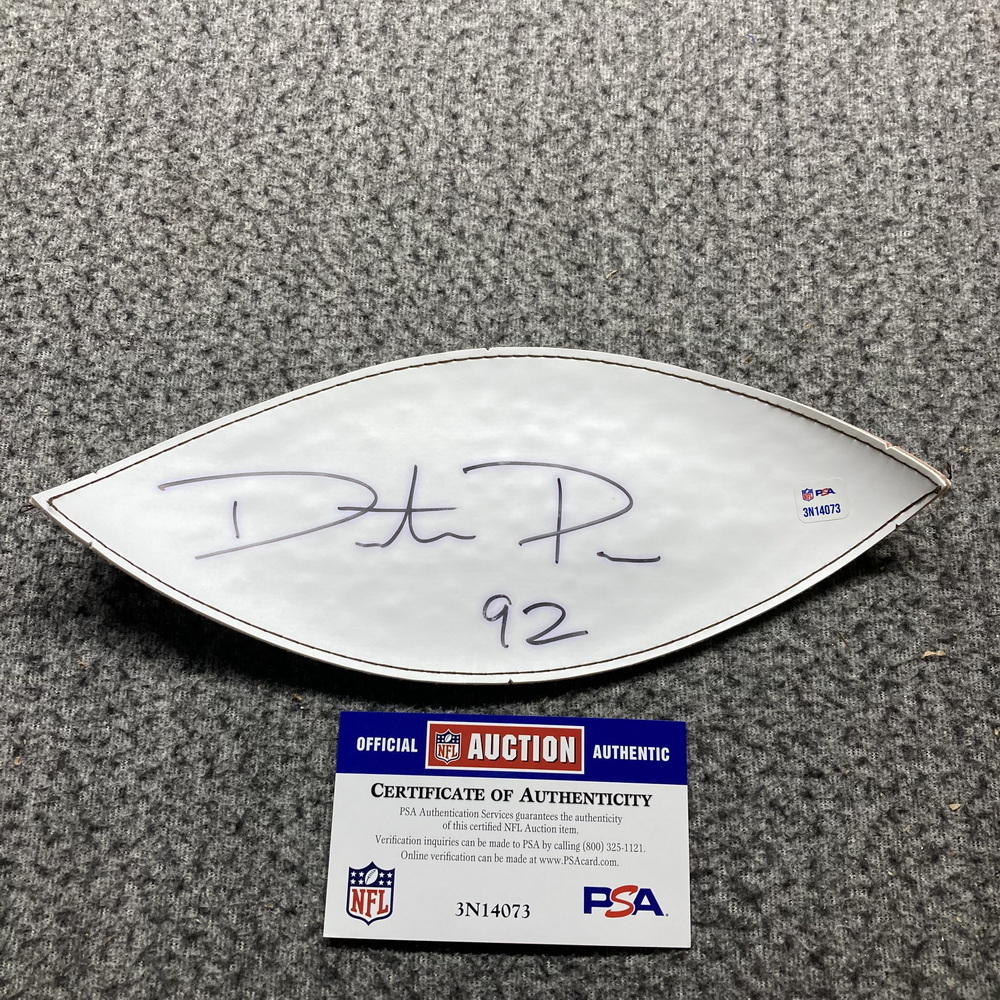 92
PSA
3N14073
OFFICIAL NFL AUCTION AUTHENTIC
CERTIFICATE OF AUTHENTICITY
PSA Authentication Services guarantees the authenticity
of this certified NFL Auction item.
Verification inquiries can be made to PSA by calling (800) 325-1121.
Online verification can be made at www.PSAcard.com.
NFL 3N14073 PSA